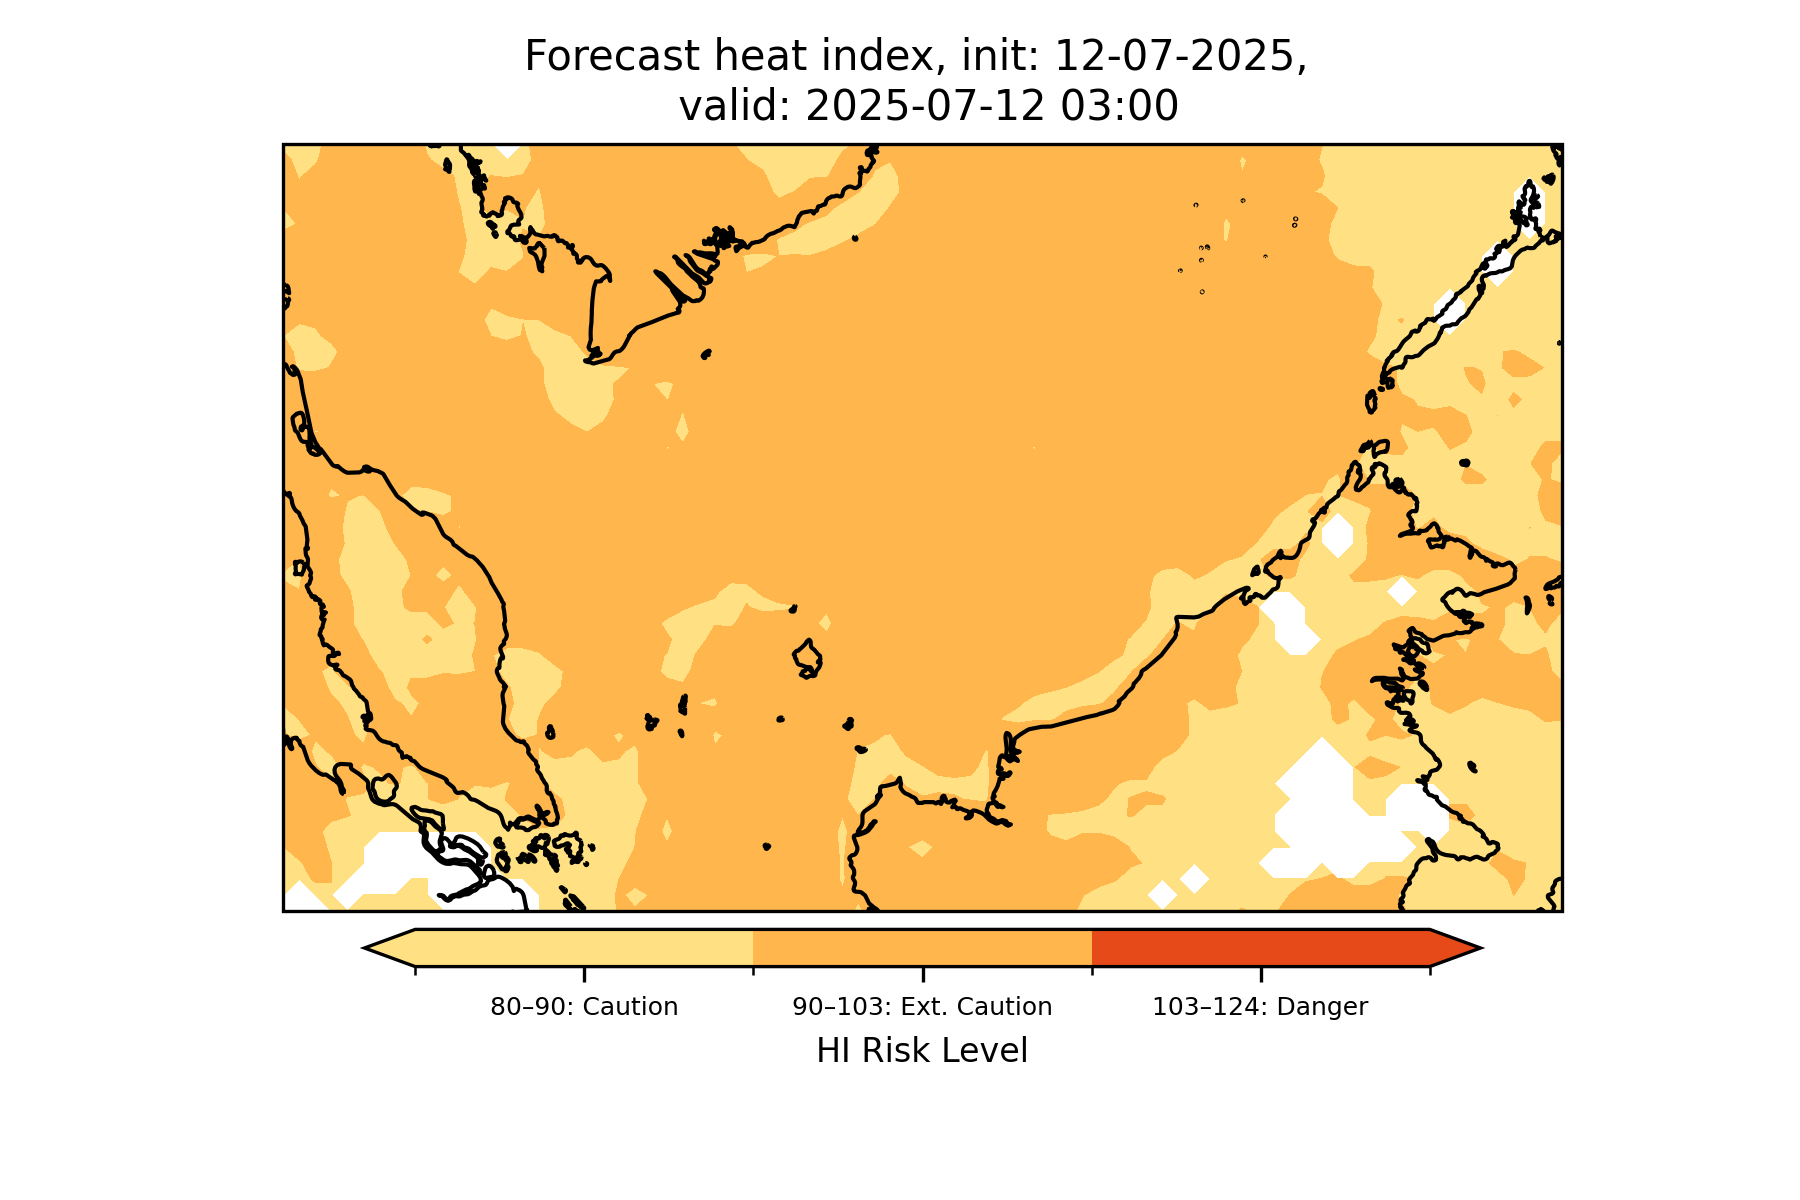 Forecast heat index, init: 12-07-2025,
valid: 2025-07-12 03:00
80–90: Caution
90–103: Ext. Caution
103–124: Danger
HI Risk Level